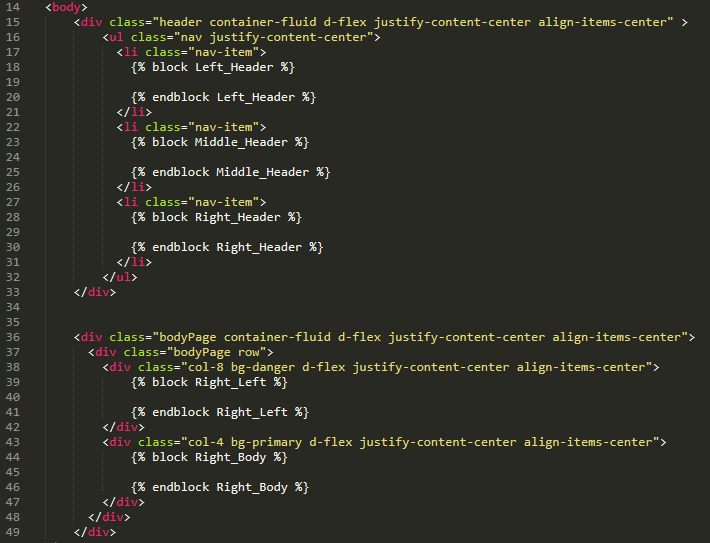 14 <body>
15 <div class="header container-fluid d-flex justify-content-center align-items-center" >
16 <ul class="nav justify-content-center">
17 <li class="nav-item">
18 {% block Left_Header %}
19
20 {% endblock Left_Header %}
21 </li>
22 <li class="nav-item">
23 {% block Middle_Header %}
24
25 {% endblock Middle_Header %}
26 </li>
27 <li class="nav-item">
28 {% block Right_Header %}
29
30 {% endblock Right_Header %}
31 </li>
32 </ul>
33 </div>
34
35
36 <div class="bodyPage container-fluid d-flex justify-content-center align-items-center">
37 <div class="bodyPage row">
38 <div class="col-8 bg-danger d-flex justify-content-center align-items-center">
39 {% block Right_Left %}
40
41 {% endblock Right_Left %}
42 </div>
43 <div class="col-4 bg-primary d-flex justify-content-center align-items-center">
44 {% block Right_Body %}
45
46 {% endblock Right_Body %}
47 </div>
48 </div>
49 </div>